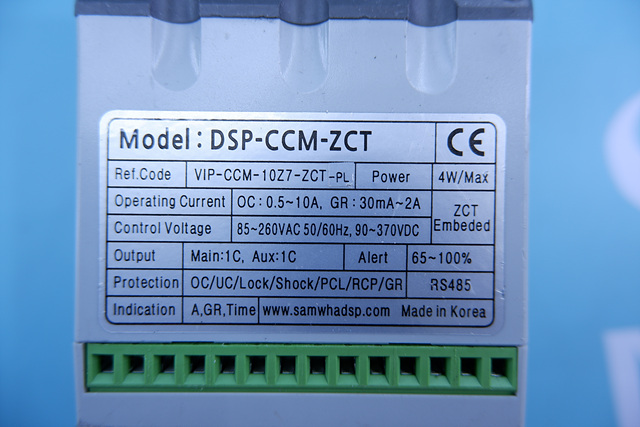 Model : DSP-CCM-ZCT CE
Ref.Code VIP-CCM-10Z7-ZCT-PL Power 4W/Max
Operating Current OC : 0.5~10A, GR : 30mA~2A
ZCT Embeded
Control Voltage 85~260VAC 50/60Hz, 90~370VDC
Output Main:1C, Aux:1C Alert 65~100%
Protection OC/UC/Lock/Shock/PCL/RCP/GR RS485
Indication A,GR,Time www.samwhadsp.com Made in Korea